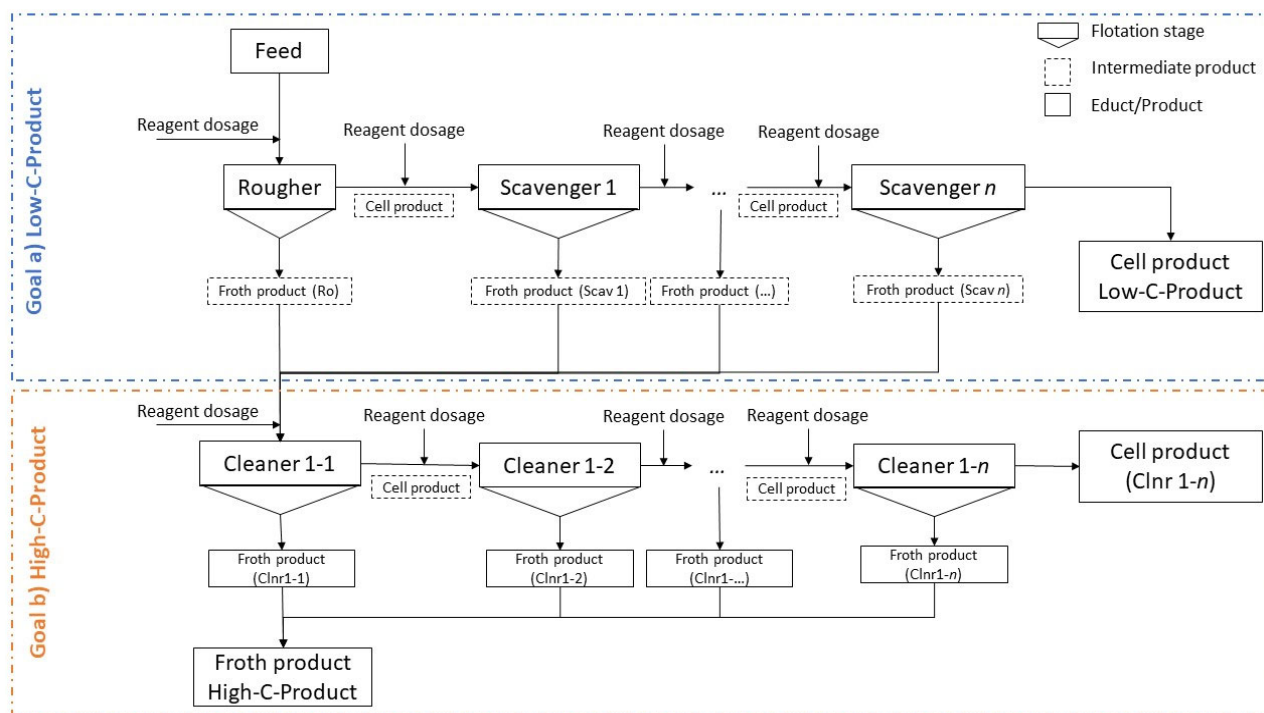 Goal a) Low-C-Product
Feed
Flotation stage
Intermediate product
Educt/Product
Reagent dosage
Reagent dosage
Reagent dosage
Reagent dosage
Rougher
Cell product
Scavenger 1
...
Cell product
Scavenger n
Froth product (Ro)
Froth product (Scav 1)
Froth product (...)
Froth product (Scav n)
Cell product
Low-C-Product
Goal b) High-C-Product
Reagent dosage
Reagent dosage
Reagent dosage
Reagent dosage
Cleaner 1-1
Cell product
Cleaner 1-2
...
Cell product
Cleaner 1-n
Cell product
(Clnr 1-n)
Froth product
(Clnr1-1)
Froth product
(Clnr1-2)
Froth product
(Clnr1-...)
Froth product
(Clnr1-n)
Froth product
High-C-Product